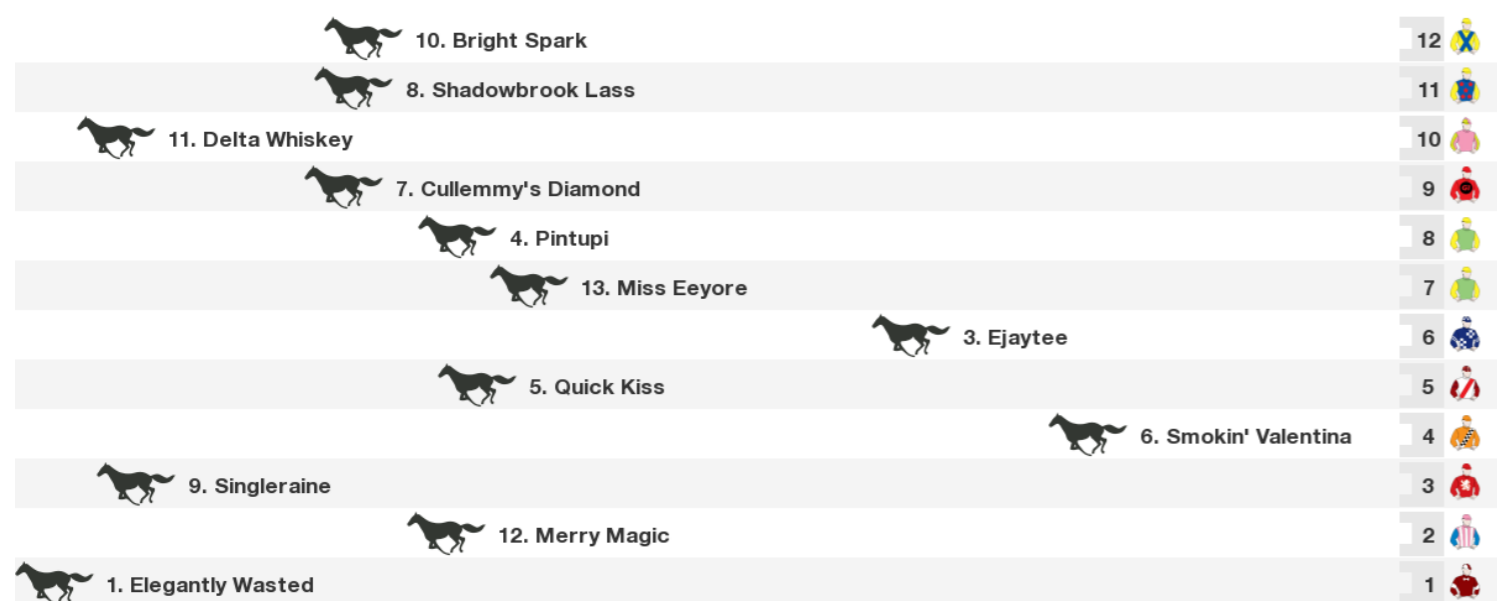 10. Bright Spark 12
8. Shadowbrook Lass 11
11. Delta Whiskey 10
7. Cullemmy's Diamond 9
4. Pintupi 8
13. Miss Eeyore 7
3. Ejaytee 6
5. Quick Kiss 5
6. Smokin' Valentina 4
9. Singleraine 3
12. Merry Magic 2
1. Elegantly Wasted 1